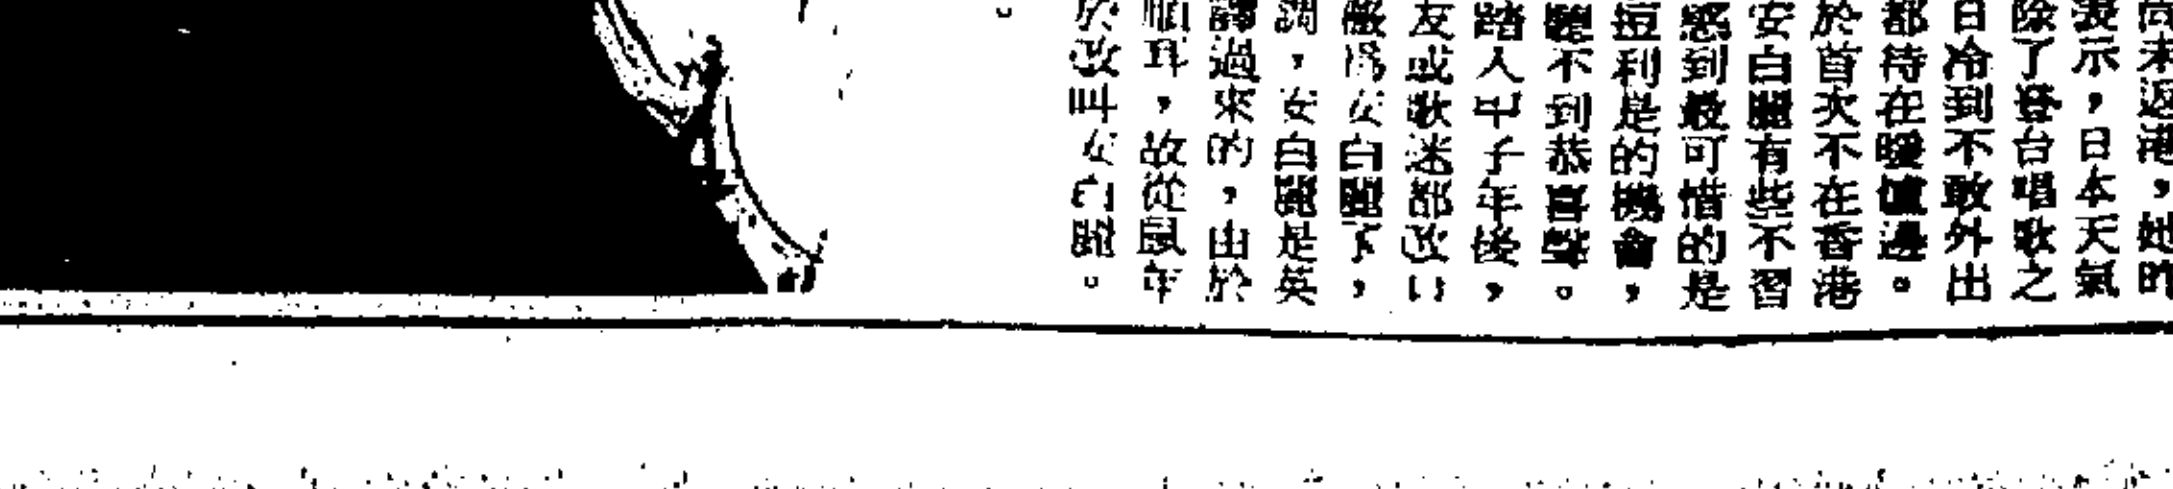 尚未返港，她昨
表示，日本天氣
除了登台唱歌之
日冷到不敢外出
都待在暖爐邊。
於首次不在香港
安白麗有些不習
感到最可惜的是
逗利是的機會，
聽不到恭喜聲。
踏入甲子年後，
友或歌迷都改口
安白麗了，
調，安白麗是英
譯過來的，由於
順耳，故從鼠年
於改叫安白麗。